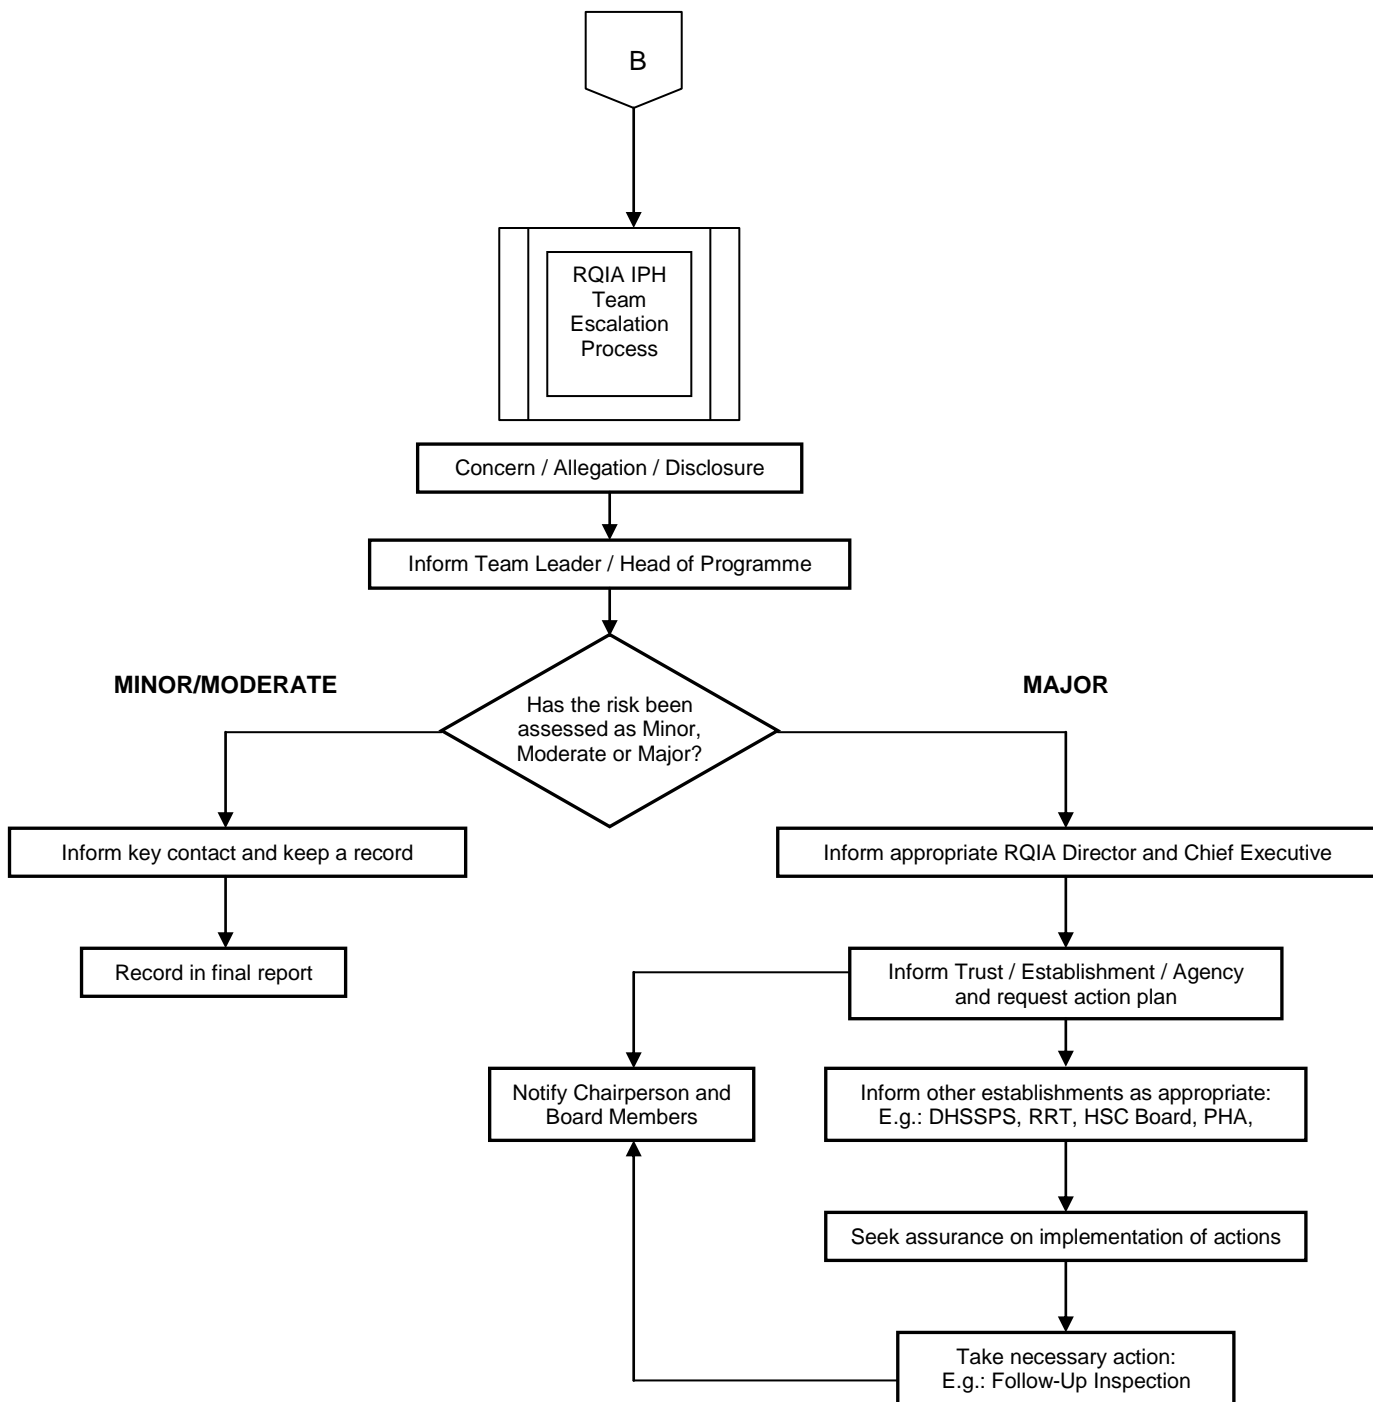 B
RQIA IPH
Team
Escalation
Process
Concern / Allegation / Disclosure
Inform Team Leader / Head of Programme
MINOR/MODERATE
MAJOR
Has the risk been
assessed as Minor,
Moderate or Major?
Inform key contact and keep a record
Inform appropriate RQIA Director and Chief Executive
Record in final report
Inform Trust / Establishment / Agency
and request action plan
Notify Chairperson and
Board Members
Inform other establishments as appropriate:
E.g.: DHSSPS, RRT, HSC Board, PHA,
Seek assurance on implementation of actions
Take necessary action:
E.g.: Follow-Up Inspection